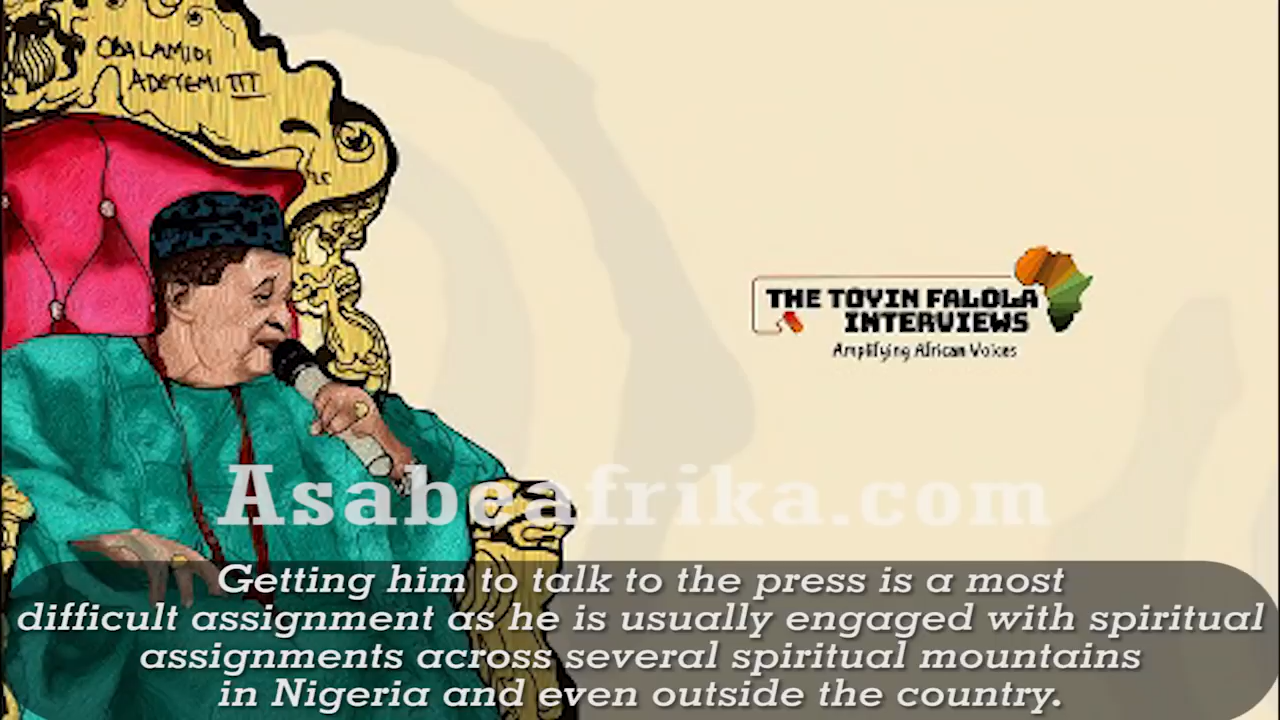 OBA LAMIDI
ADEYEMI III
THE TOYIN FALOLA
INTERVIEWS
Amplifying African Voices
Asabeafrika.com
Getting him to talk to the press is a most
difficult assignment as he is usually engaged with spiritual
assignments across several spiritual mountains
in Nigeria and even outside the country.